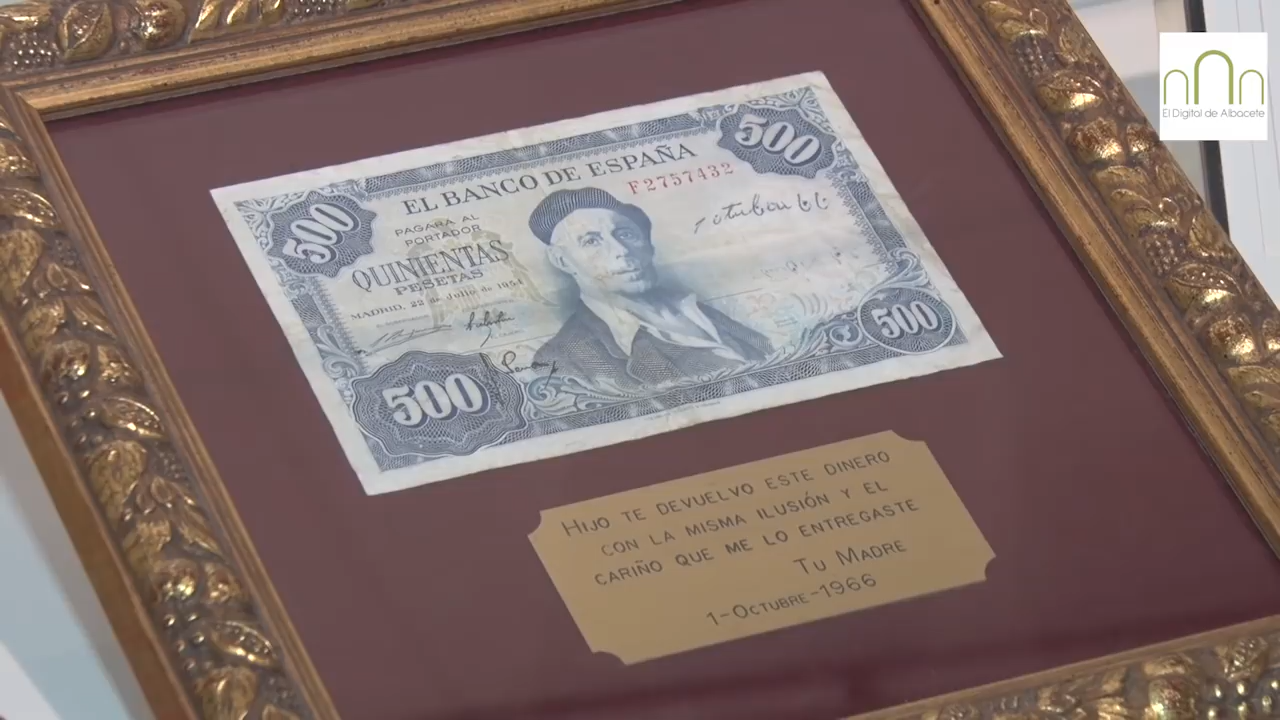 El Digital de Albacete
500
500
EL BANCO DE ESPAÑA
F2757432
PAGARÁ AL
PORTADOR
QUINIENTAS
PESETAS
MADRID, 22 de Julio de 1954
500
500
HIJO TE DEVUELVO ESTE DINERO
CON LA MISMA ILUSIÓN Y EL
CARIÑO QUE ME LO ENTREGASTE
TU MADRE
1-OCTUBRE-1966